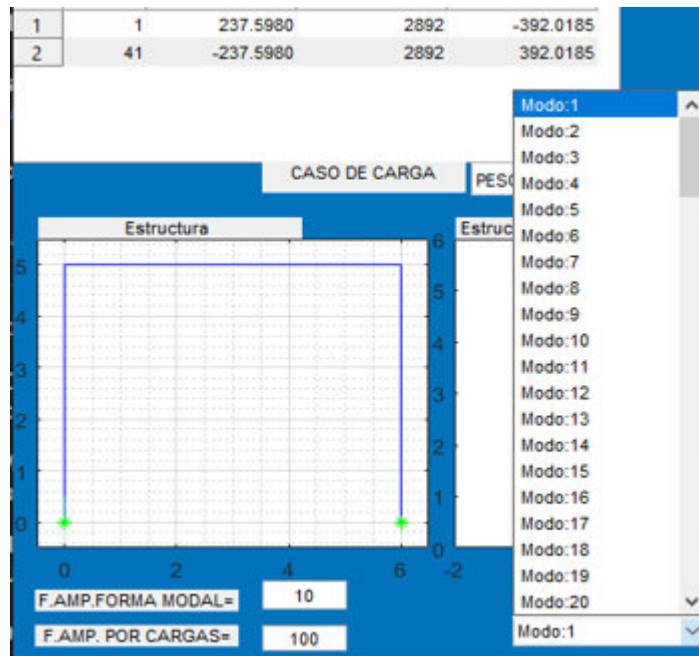 1 1 237.5980 2892 -392.0185
2 41 -237.5980 2892 392.0185
Modo:1
Modo:2
Modo:3
CASO DE CARGA
Modo:4
Modo:5
Estructura
Modo:6
6
5
Modo:7
5
Modo:8
Modo:9
4
4
Modo:10
Modo:11
3
3
Modo:12
Modo:13
2
2
Modo:14
Modo:15
1
1
Modo:16
Modo:17
0
0
Modo:18
0 2 4 6 -2
Modo:19
F.AMP.FORMA MODAL= 10
Modo:20
F.AMP. POR CARGAS= 100
Modo:1